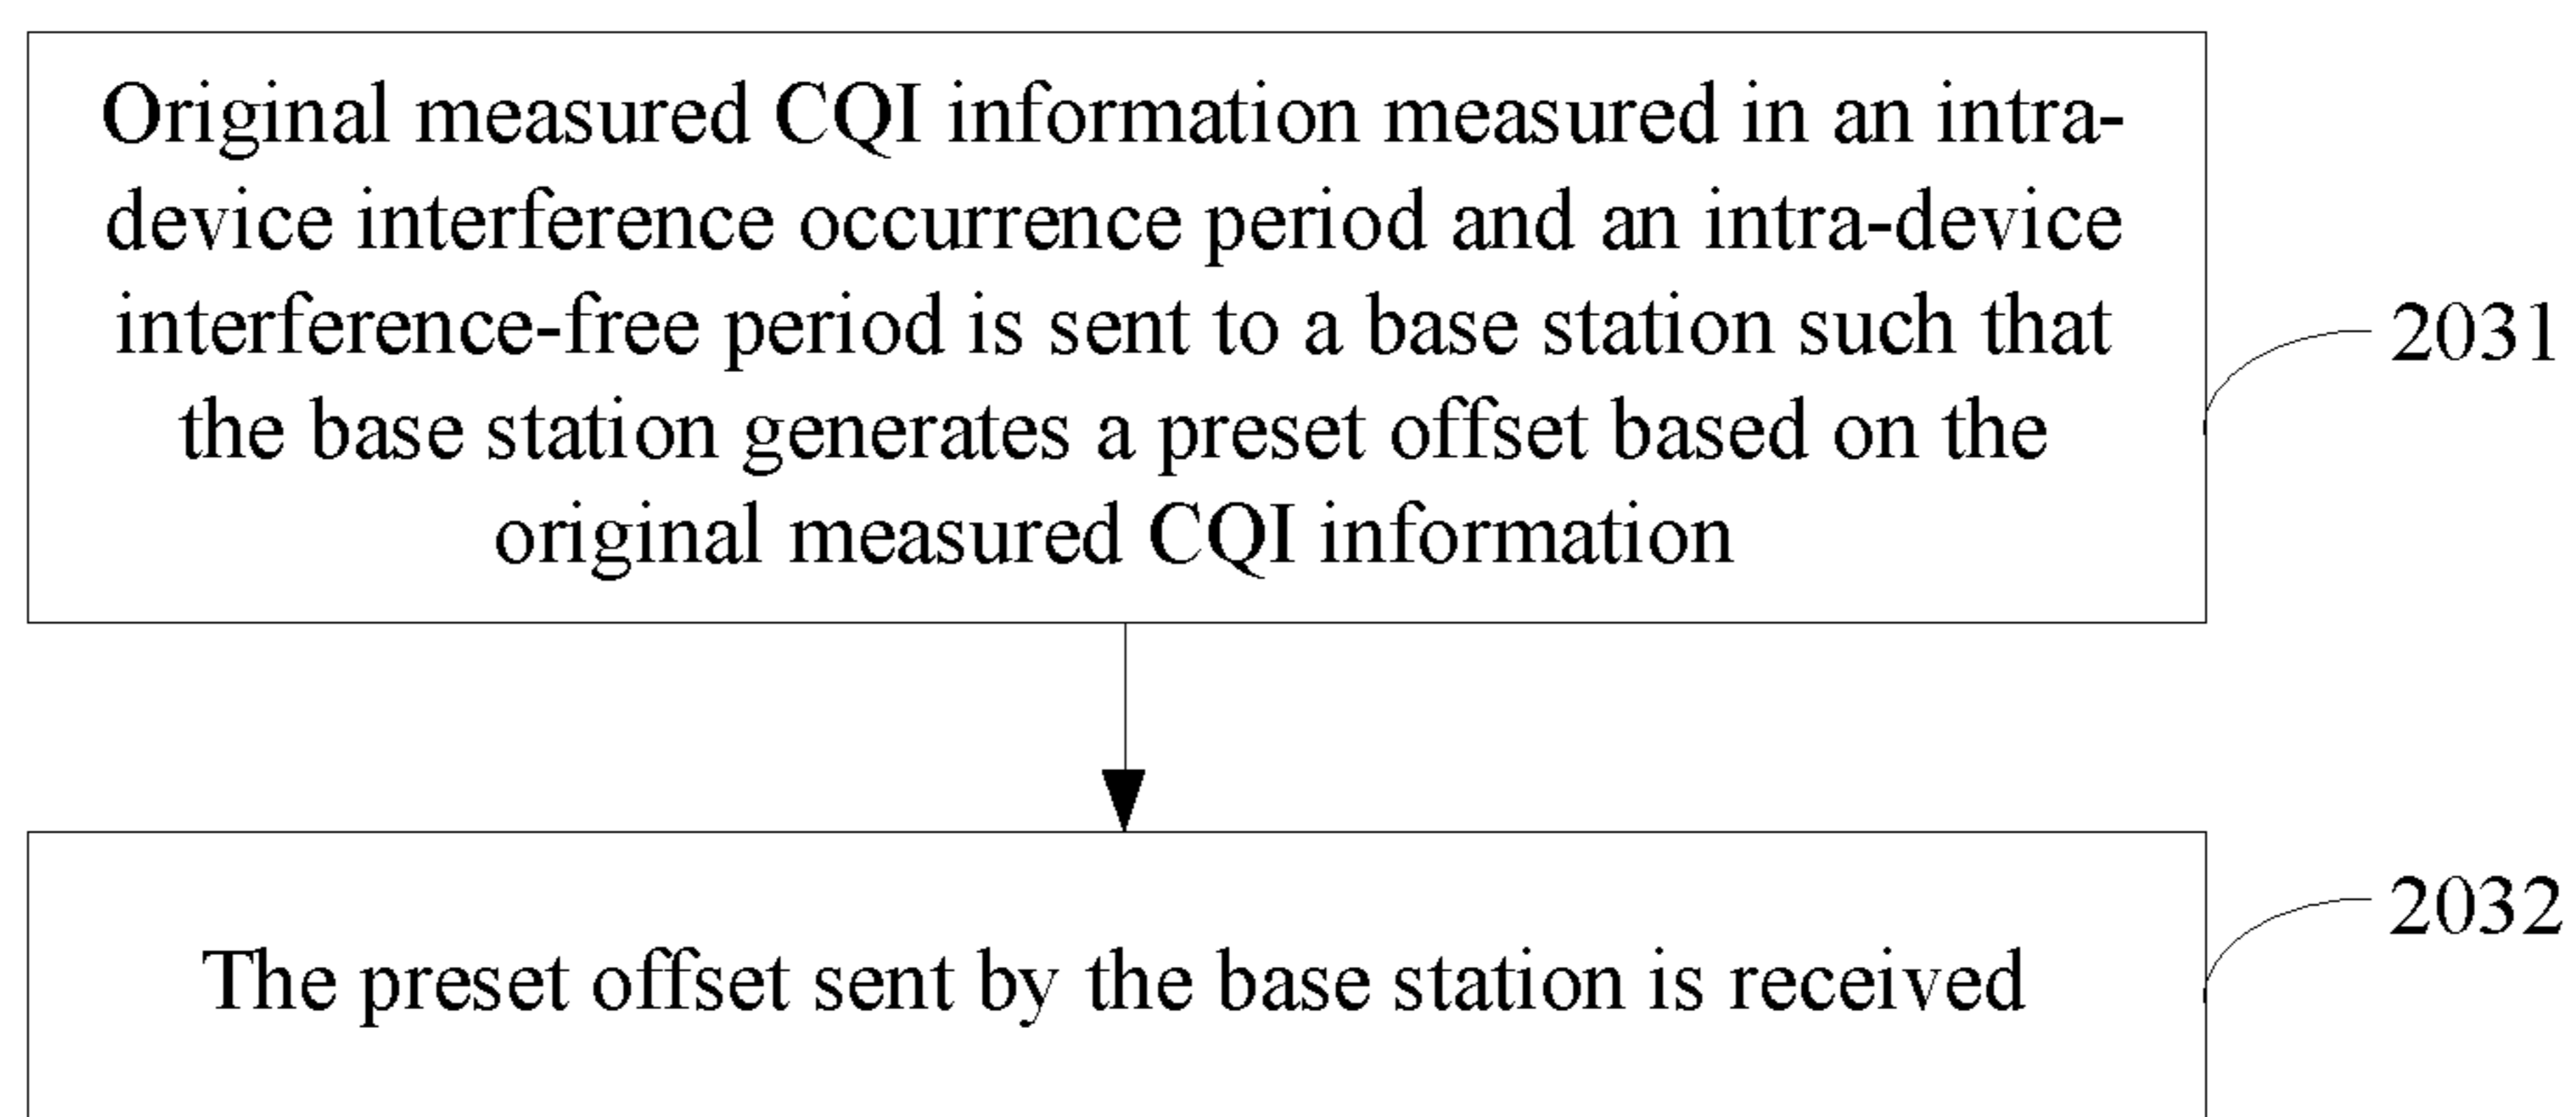 Original measured CQI information measured in an intra-
device interference occurrence period and an intra-device
interference-free period is sent to a base station such that
the base station generates a preset offset based on the
original measured CQI information
2031
The preset offset sent by the base station is received
2032